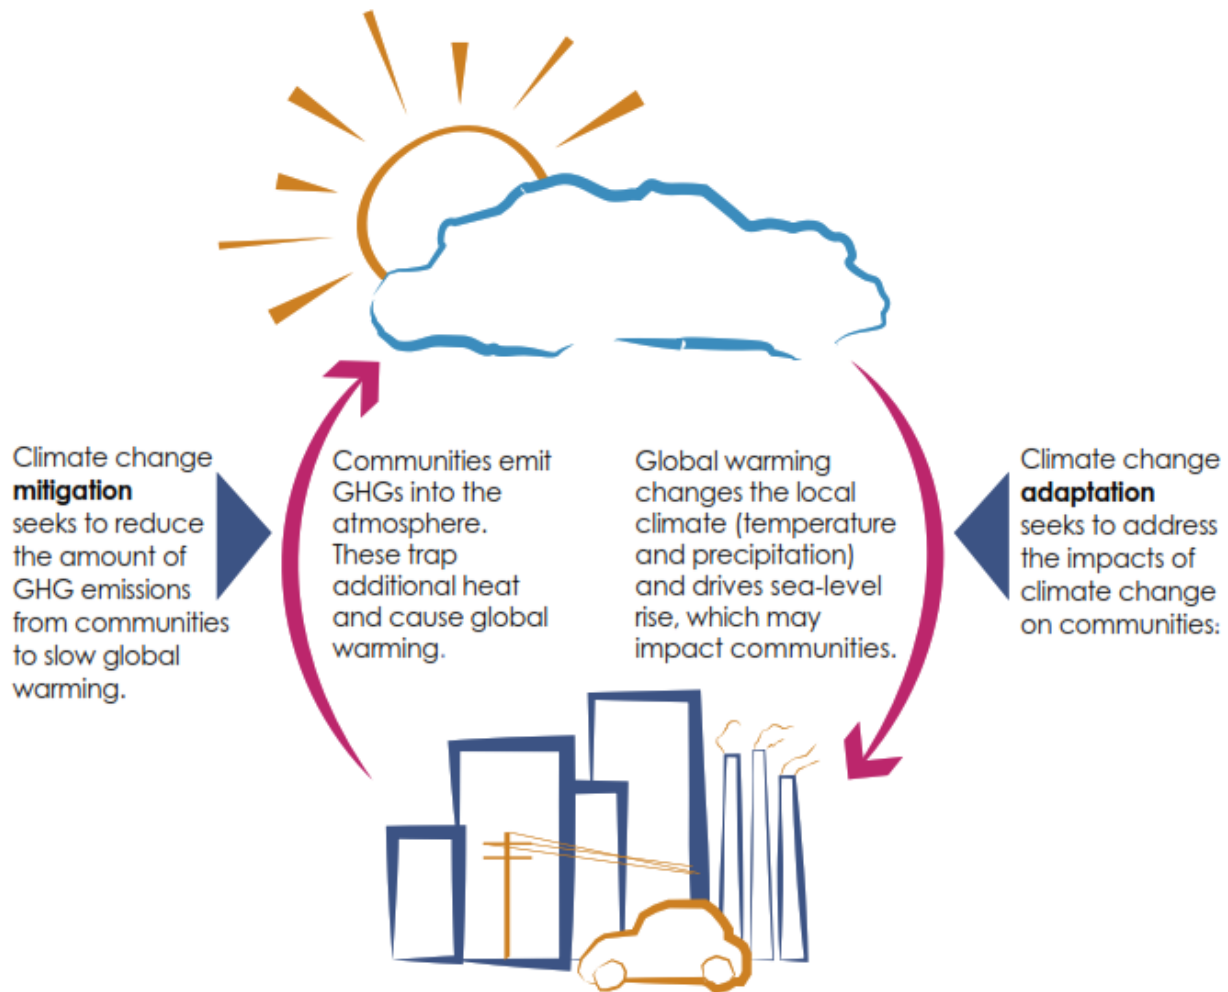 Climate change
mitigation
seeks to reduce
the amount of
GHG emissions
from communities
to slow global
warming.
Communities emit
GHGs into the
atmosphere.
These trap
additional heat
and cause global
warming.
Global warming
changes the local
climate (temperature
and precipitation)
and drives sea-level
rise, which may
impact communities.
Climate change
adaptation
seeks to address
the impacts of
climate change
on communities.